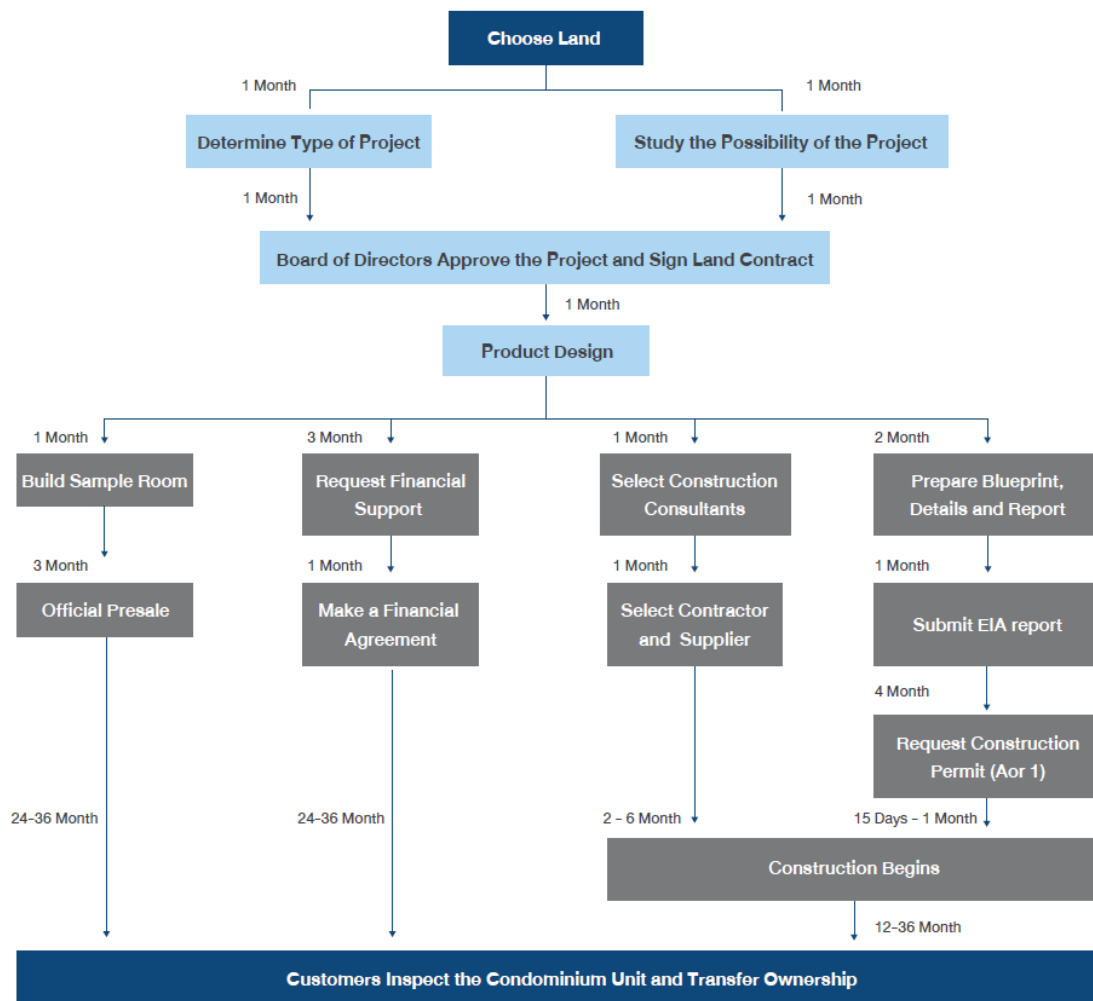 Choose Land
1 Month
1 Month
Determine Type of Project
Study the Possibility of the Project
1 Month
1 Month
Board of Directors Approve the Project and Sign Land Contract
1 Month
Product Design
1 Month
3 Month
1 Month
2 Month
Build Sample Room
Request Financial
Support
Select Construction
Consultants
Prepare Blueprint,
Details and Report
3 Month
1 Month
1 Month
1 Month
Official Presale
Make a Financial
Agreement
Select Contractor
and Supplier
Submit EIA report
4 Month
Request Construction
Permit (Aor 1)
24-36 Month
24-36 Month
2 - 6 Month
15 Days - 1 Month
Construction Begins
12-36 Month
Customers Inspect the Condominium Unit and Transfer Ownership